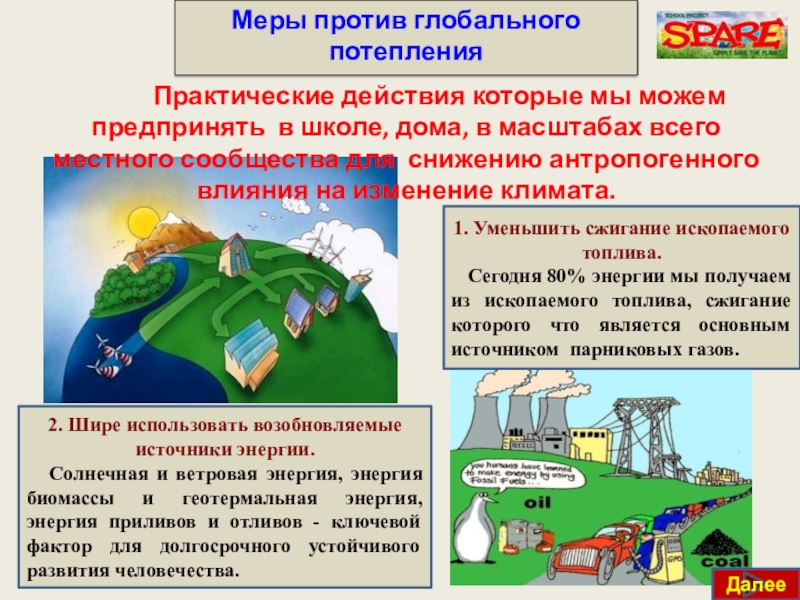 Меры против глобального
потепления
SCHOOL PROJECT
SPARE
SIMPLY SAVE THE PLANET
Практические действия которые мы можем
предпринять в школе, дома, в масштабах всего
местного сообщества для снижению антропогенного
влияния на изменение климата.
1. Уменьшить сжигание ископаемого
топлива.
Сегодня 80% энергии мы получаем
из ископаемого топлива, сжигание
которого что является основным
источником парниковых газов.
2. Шире использовать возобновляемые
источники энергии.
Солнечная и ветровая энергия, энергия
биомассы и геотермальная энергия,
энергия приливов и отливов - ключевой
фактор для долгосрочного устойчивого
развития человечества.
you humans have learned
to make energy by using
Fossil Fuels...
oil
GAS
coal
Далее